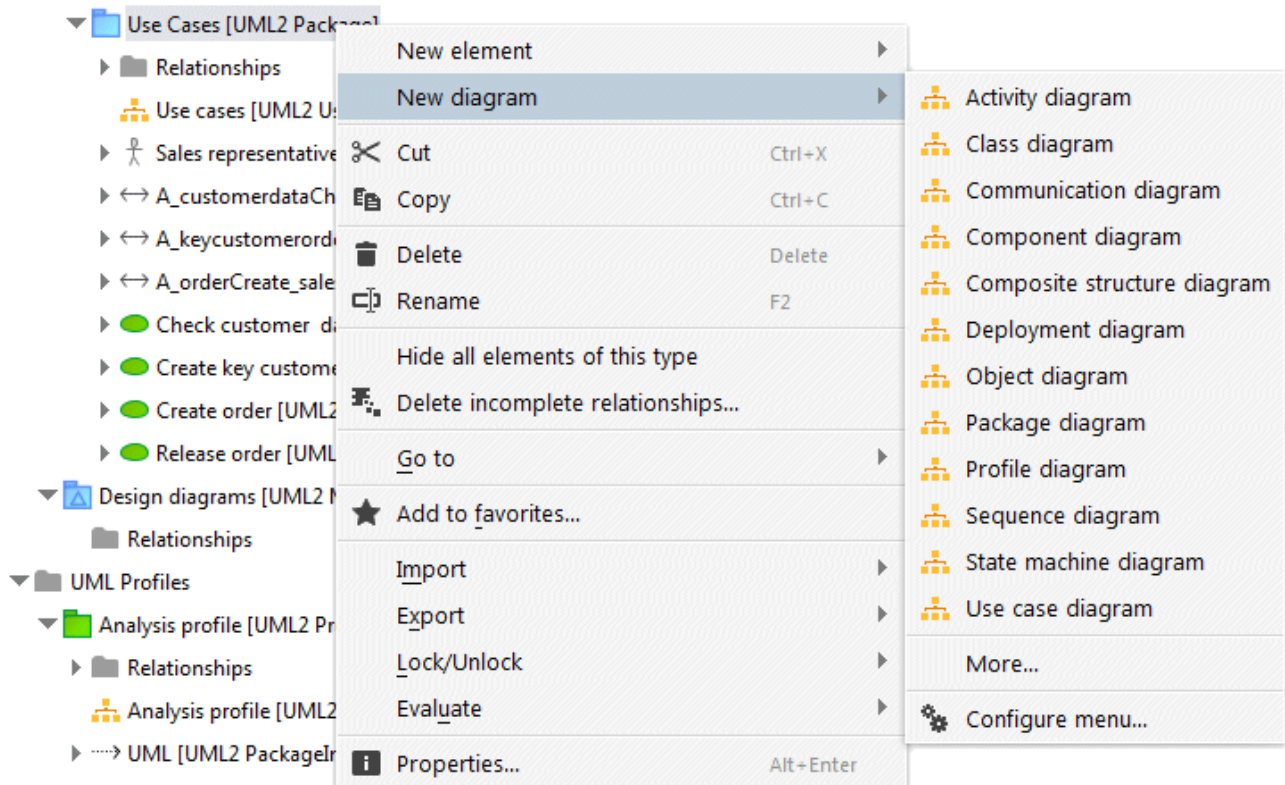 Use Cases [UML2 Package]
Relationships
Use cases [UML2 Us
Sales representative
A_customerdataCh
A_keycustomerorde
A_orderCreate_sale
Check customer da
Create key custome
Create order [UML2
Release order [UML
Design diagrams [UML2 M
Relationships
UML Profiles
Analysis profile [UML2 Pr
Relationships
Analysis profile [UML2
UML [UML2 PackageIn
New element
New diagram
Cut Ctrl+X
Copy Ctrl+C
Delete Delete
Rename F2
Hide all elements of this type
Delete incomplete relationships...
Go to
Add to favorites...
Import
Export
Lock/Unlock
Evaluate
Properties... Alt+Enter
Activity diagram
Class diagram
Communication diagram
Component diagram
Composite structure diagram
Deployment diagram
Object diagram
Package diagram
Profile diagram
Sequence diagram
State machine diagram
Use case diagram
More...
Configure menu...